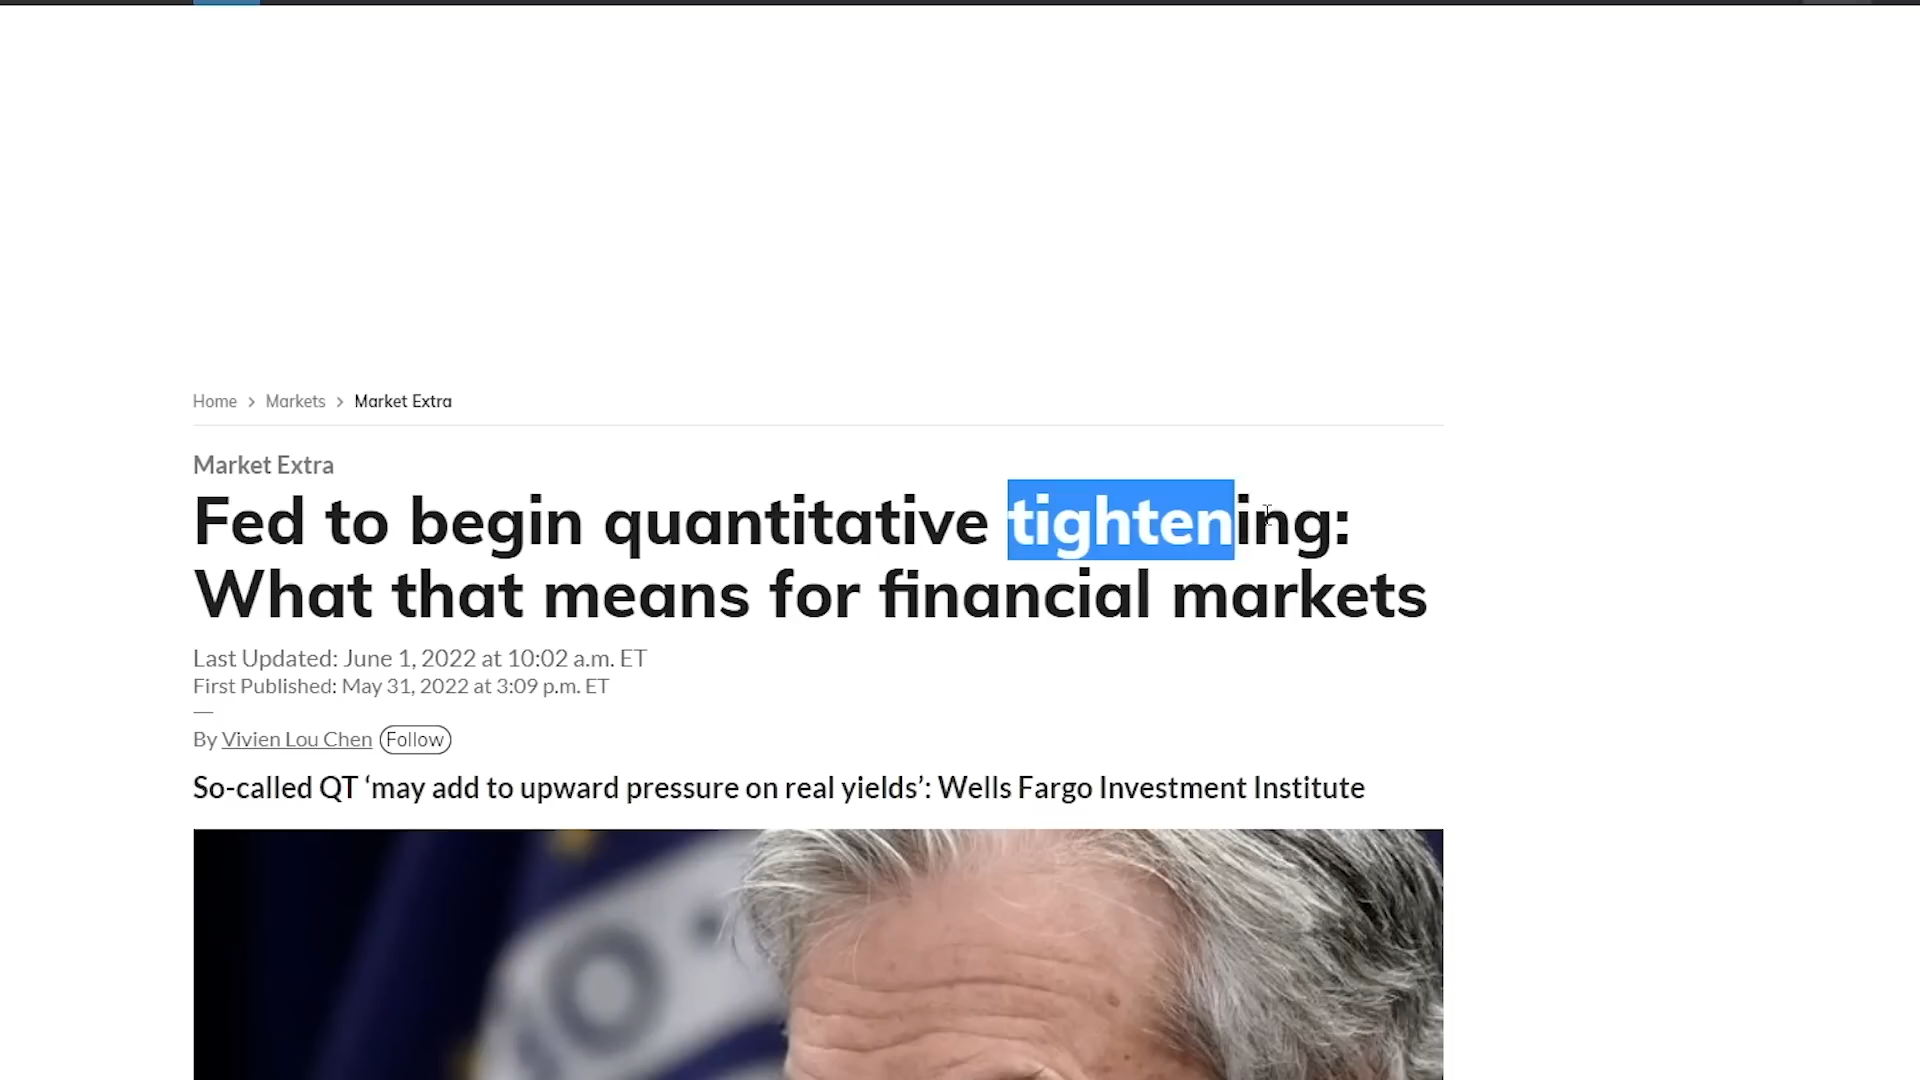 Home > Markets > Market Extra
Market Extra
Fed to begin quantitative tightening:
What that means for financial markets
Last Updated: June 1, 2022 at 10:02 a.m. ET
First Published: May 31, 2022 at 3:09 p.m. ET
—
By Vivien Lou Chen Follow
So-called QT ‘may add to upward pressure on real yields’: Wells Fargo Investment Institute